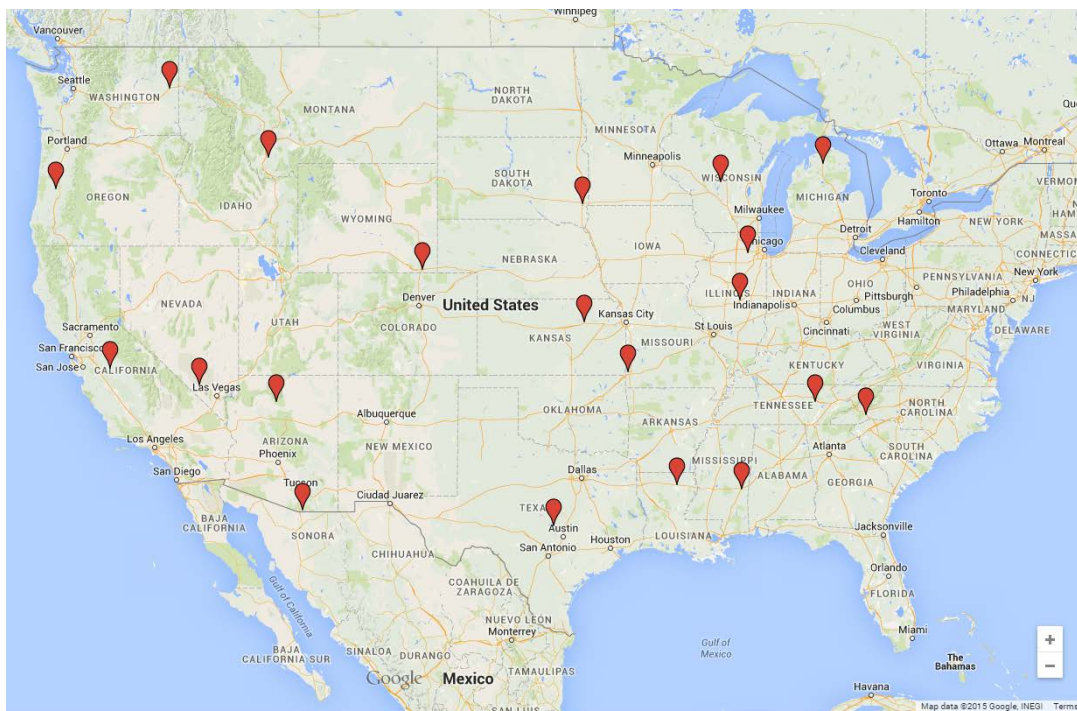 Winnipeg
Vancouver
Seattle
WASHINGTON
NORTH
DAKOTA
MONTANA
MINNESOTA
Minneapolis
Ottawa
Montreal
Portland
OREGON
IDAHO
SOUTH
DAKOTA
WISCONSIN
MICHIGAN
Toronto
Hamilton
VERMON
NEW YORK
MASSA
CONNECTIC
WYOMING
Milwaukee
Detroit
Cleveland
IOWA
NEBRASKA
PENNSYLVANIA
New York
NEVADA
UTAH
Denver
COLORADO
United States
ILLINOIS
INDIANA
Indianapolis
OHIO
Columbus
Pittsburgh
Philadelphia
NJ
MARYLAND
DELAWARE
Sacramento
San Francisco
San Jose
CALIFORNIA
KANSAS
Kansas City
MISSOURI
St Louis
Cincinnati
WEST
VIRGINIA
KENTUCKY
VIRGINIA
Las Vegas
Albuquerque
OKLAHOMA
ARKANSAS
TENNESSEE
NORTH
CAROLINA
Los Angeles
ARIZONA
Phoenix
NEW MEXICO
Atlanta
SOUTH
CAROLINA
San Diego
Tucson
Ciudad Juarez
Dallas
MISSISSIPPI
ALABAMA
GEORGIA
BAJA
CALIFORNIA
SONORA
TEXAS
Austin
San Antonio
Houston
LOUISIANA
Jacksonville
CHIHUAHUA
Gulf of California
COAHUILA DE
ZARAGOZA
Orlando
FLORIDA
NUEVO LEÓN
Monterrey
Miami
BAJA
CALIFORNIA SUR
SINALOA
DURANGO
TAMAULIPAS
Gulf of
Mexico
The
Bahamas
Google
Mexico
Havana
Map data ©2015 Google, INEGI Terms